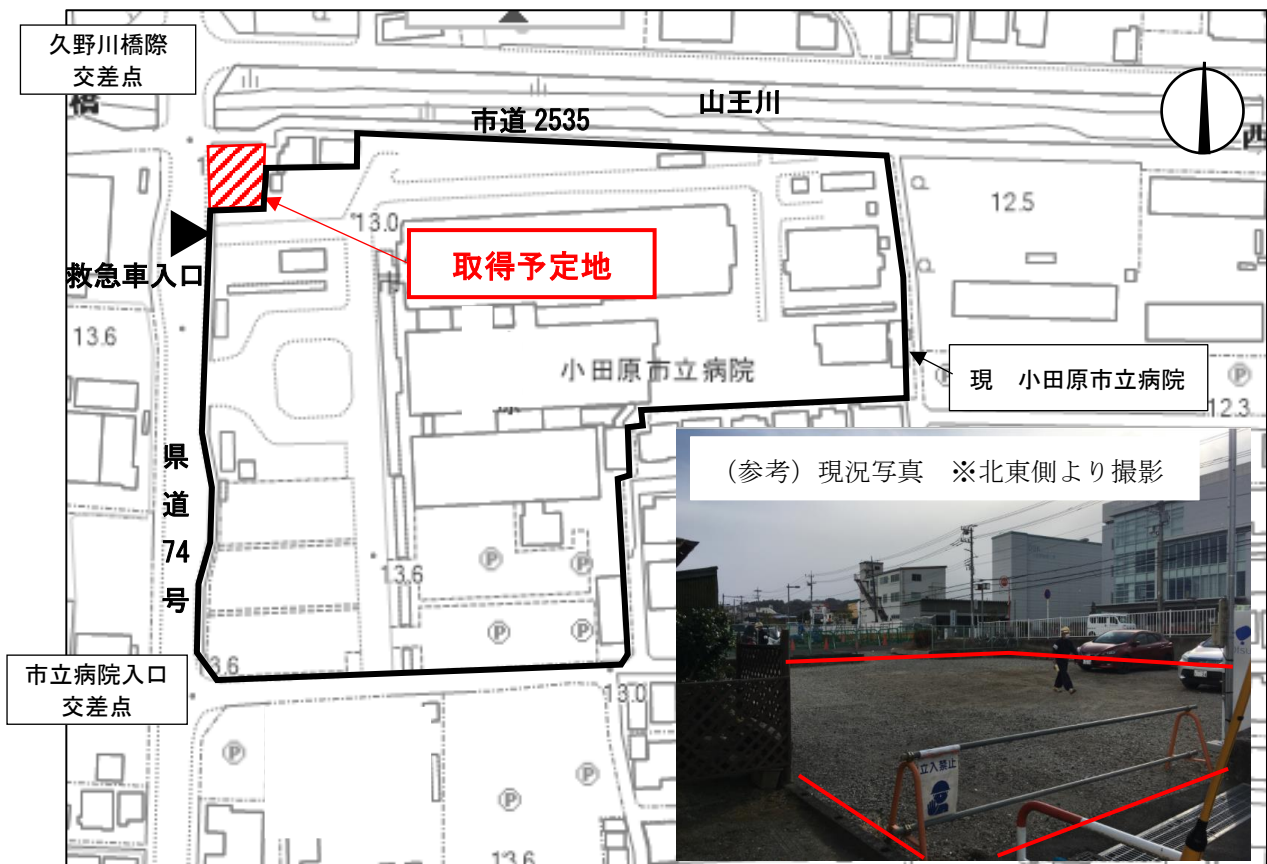 久野川橋際
交差点
橋
山王川
市道 2535
西
12.5
13.0
取得予定地
救急車入口
13.6
小田原市立病院
現 小田原市立病院
12.3
(参考)現況写真 ※北東側より撮影
県
道
74
号
13.6
立入禁止
市立病院入口
交差点
13.6
13.0
13.6
P
P
P
P
P
P
P
P
P